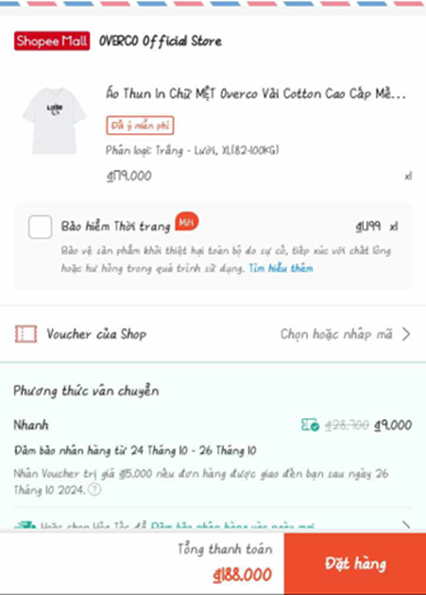 Shopee Mall OVERCO Official Store
Áo Thun In Chữ MỆT Overco Vải Cotton Cao Cấp Mề...
Đổi ý miễn phí
Phân loại: Trắng - Lười, XL(82-100KG)
₫179.000 x1
Bảo hiểm Thời trang Mới ₫1.199 x1
Bảo vệ sản phẩm khỏi thiệt hại toàn bộ do sự cố, tiếp xúc với chất lỏng
hoặc hư hỏng trong quá trình sử dụng. Tìm hiểu thêm
Voucher của Shop Chọn hoặc nhập mã
Phương thức vận chuyển
Nhanh ₫28.700 ₫9.000
Đảm bảo nhận hàng từ 24 Tháng 10 - 26 Tháng 10
Nhận Voucher trị giá ₫15.000 nếu đơn hàng được giao đến bạn sau ngày 26
Tháng 10 2024. ?
Hoặc chọn Hỏa Tốc để Đảm bảo nhận hàng vào ngày mai
Tổng thanh toán
₫188.000
Đặt hàng